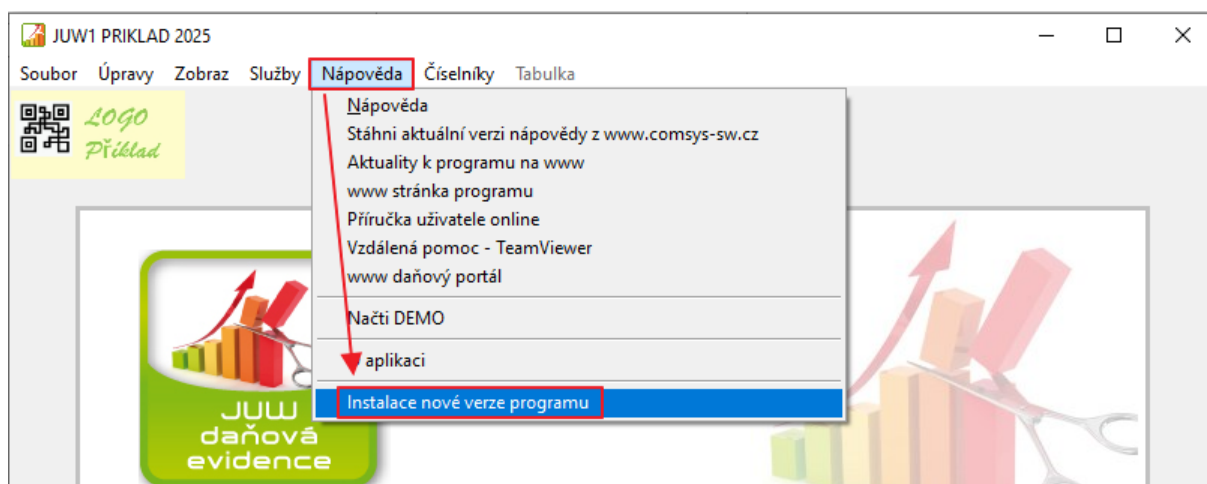 JUW1 PRIKLAD 2025
Soubor Úpravy Zobraz Služby Nápověda Číselníky Tabulka
LOGO
Příklad
Nápověda
Stáhni aktuální verzi nápovědy z www.comsys-sw.cz
Aktuality k programu na www
www stránka programu
Příručka uživatele online
Vzdálená pomoc - TeamViewer
www daňový portál
Načti DEMO
aplikaci
Instalace nové verze programu
JUW
daňová
evidence